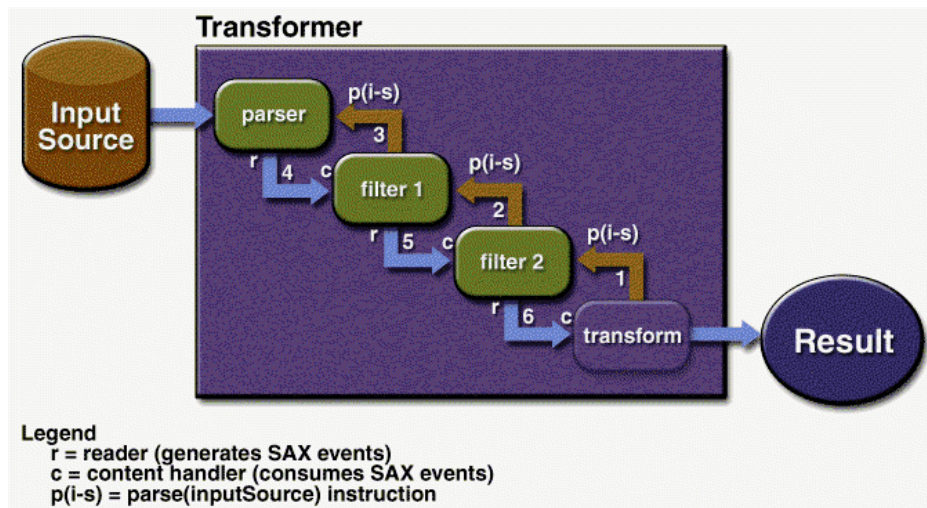 Transformer
Input
Source
parser
p(i-s)
3
r
4
c
filter 1
p(i-s)
2
r
5
c
filter 2
p(i-s)
1
r
6
c
transform
Result
Legend
r = reader (generates SAX events)
c = content handler (consumes SAX events)
p(i-s) = parse(inputSource) instruction